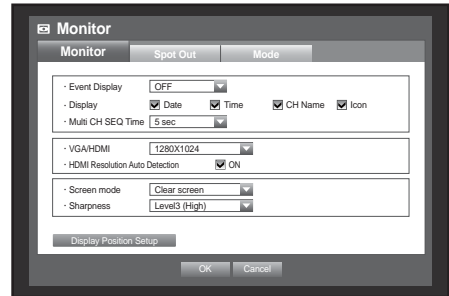 Monitor
Monitor Spot Out Mode
· Event Display OFF
· Display Date Time CH Name Icon
· Multi CH SEQ Time 5 sec
· VGA/HDMI 1280X1024
· HDMI Resolution Auto Detection ON
· Screen mode Clear screen
· Sharpness Level3 (High)
Display Position Setup
OK Cancel